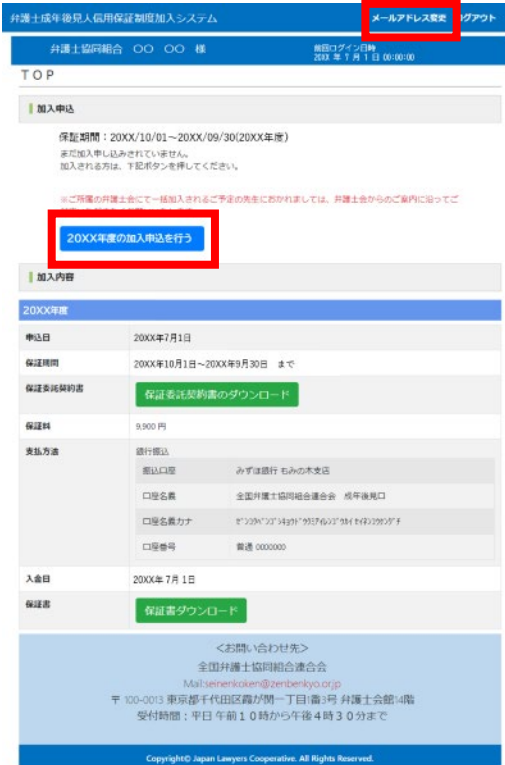 弁護士成年後見人信用保証制度加入システム
メールアドレス変更
ログアウト
弁護士協同組合 〇〇 〇〇 様
前回ログイン日時
20XX 年 7 月 1 日 00:00:00
TOP
加入申込
保証期間：20XX/10/01～20XX/09/30(20XX年度)
まだ加入申し込みされていません。
加入される方は、下記ボタンを押してください。
※ご所属の弁護士会にて一括加入されるご予定の先生におかれましては、弁護士会からのご案内に沿ってご
20XX年度の加入申込を行う
加入内容
20XX年度
申込日 20XX年7月1日
保証期間 20XX年10月1日～20XX年9月30日 まで
保証委託契約書 保証委託契約書のダウンロード
保証料 9,900 円
支払方法 銀行振込
振込口座 みずほ銀行 もみの木支店
口座名義 全国弁護士協同組合連合会 成年後見口
口座名義カナ
口座番号 普通 0000000
入金日 20XX年 7月 1日
保証書 保証書ダウンロード
＜お問い合わせ先＞
全国弁護士協同組合連合会
Mail:seinenkoken@zenbenkyo.or.jp
〒 100-0013 東京都千代田区霞が関一丁目1番3号 弁護士会館14階
受付時間：平日 午前１０時から午後４時３０分まで
Copyright© Japan Lawyers Cooperative. All Rights Reserved.